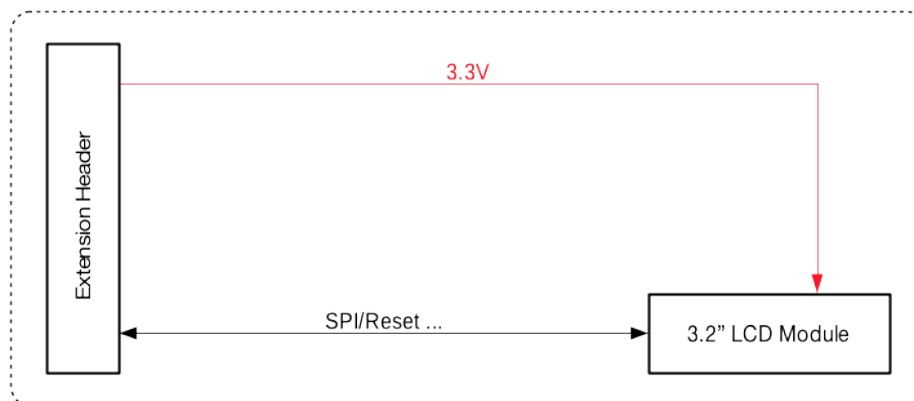 3.3V
Extension Header
SPI/Reset ...
3.2” LCD Module